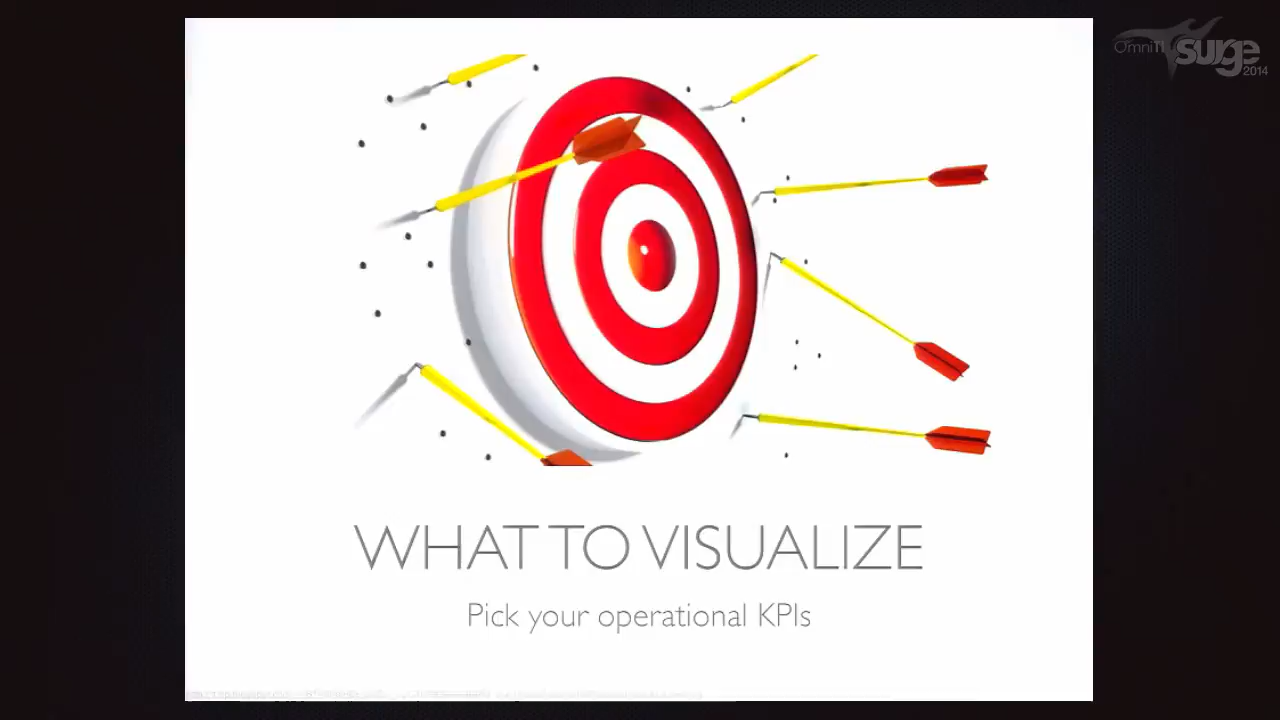 OmniTI
surge
2014
WHAT TO VISUALIZE
Pick your operational KPIs